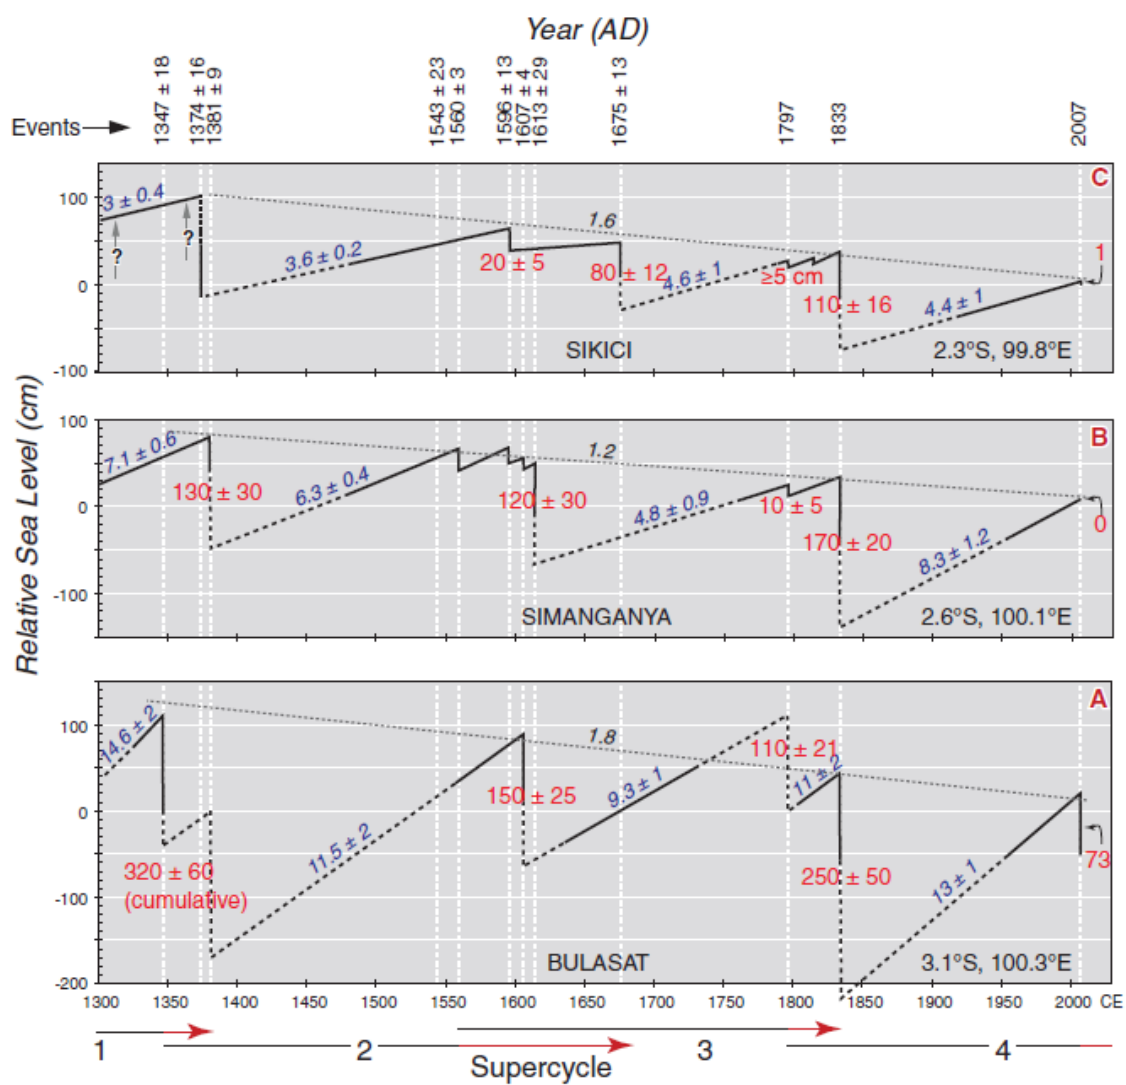 Year (AD)
Events
1347 ± 18
1374 ± 16
1381 ± 9
1543 ± 23
1560 ± 3
1596 ± 13
1607 ± 4
1613 ± 29
1675 ± 13
1797
1833
2007
Relative Sea Level (cm)
C
100
0
-100
3 ± 0.4
?
?
3.6 ± 0.2
20 ± 5
1.6
80 ± 12
4.6 ± 1
≥5 cm
110 ± 16
4.4 ± 1
1
SIKICI
2.3°S, 99.8°E
B
100
0
-100
7.1 ± 0.6
130 ± 30
6.3 ± 0.4
1.2
120 ± 30
4.8 ± 0.9
10 ± 5
170 ± 20
8.3 ± 1.2
0
SIMANGANYA
2.6°S, 100.1°E
A
100
0
-100
-200
14.6 ± 2
320 ± 60
(cumulative)
11.5 ± 2
1.8
150 ± 25
9.3 ± 1
110 ± 21
11 ± 2
250 ± 50
13 ± 1
73
BULASAT
3.1°S, 100.3°E
1300 1350 1400 1450 1500 1550 1600 1650 1700 1750 1800 1850 1900 1950 2000 CE
1 2 3 4
Supercycle